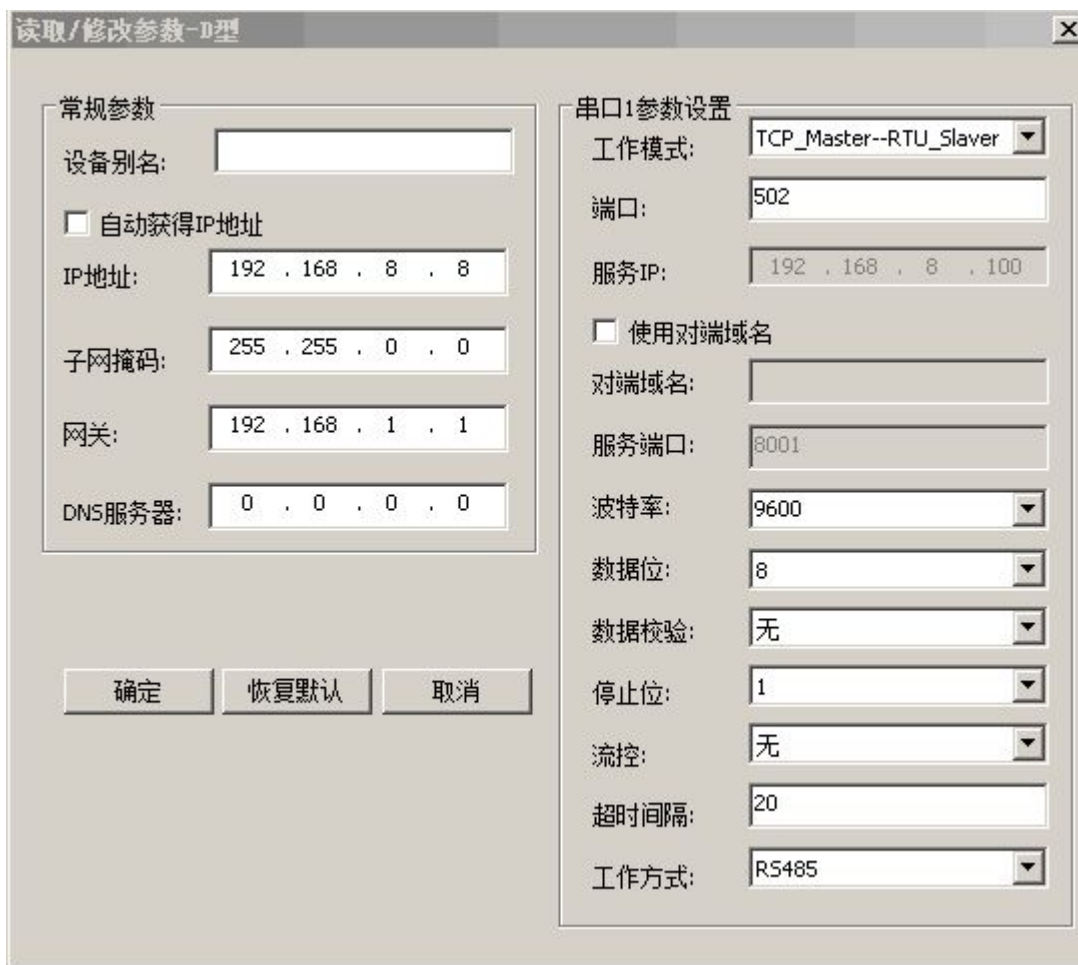 读取/修改参数-D型
常规参数
设备别名:
自动获得IP地址
IP地址: 192 . 168 . 8 . 8
子网掩码: 255 . 255 . 0 . 0
网关: 192 . 168 . 1 . 1
DNS服务器: 0 . 0 . 0 . 0
确定 恢复默认 取消
串口1参数设置
工作模式: TCP_Master--RTU_Slaver
端口: 502
服务IP: 192 . 168 . 8 . 100
使用对端域名
对端域名:
服务端口: 8001
波特率: 9600
数据位: 8
数据校验: 无
停止位: 1
流控: 无
超时间隔: 20
工作方式: RS485